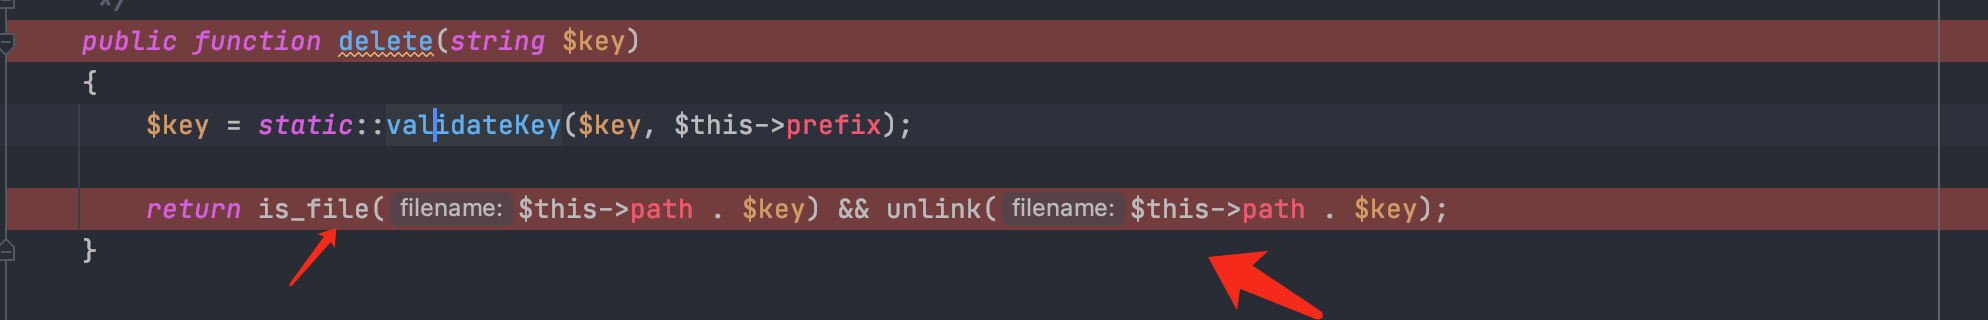 */
public function delete(string $key)
{
$key = static::validateKey($key, $this->prefix);
return is_file( filename: $this->path . $key) && unlink( filename: $this->path . $key);
}